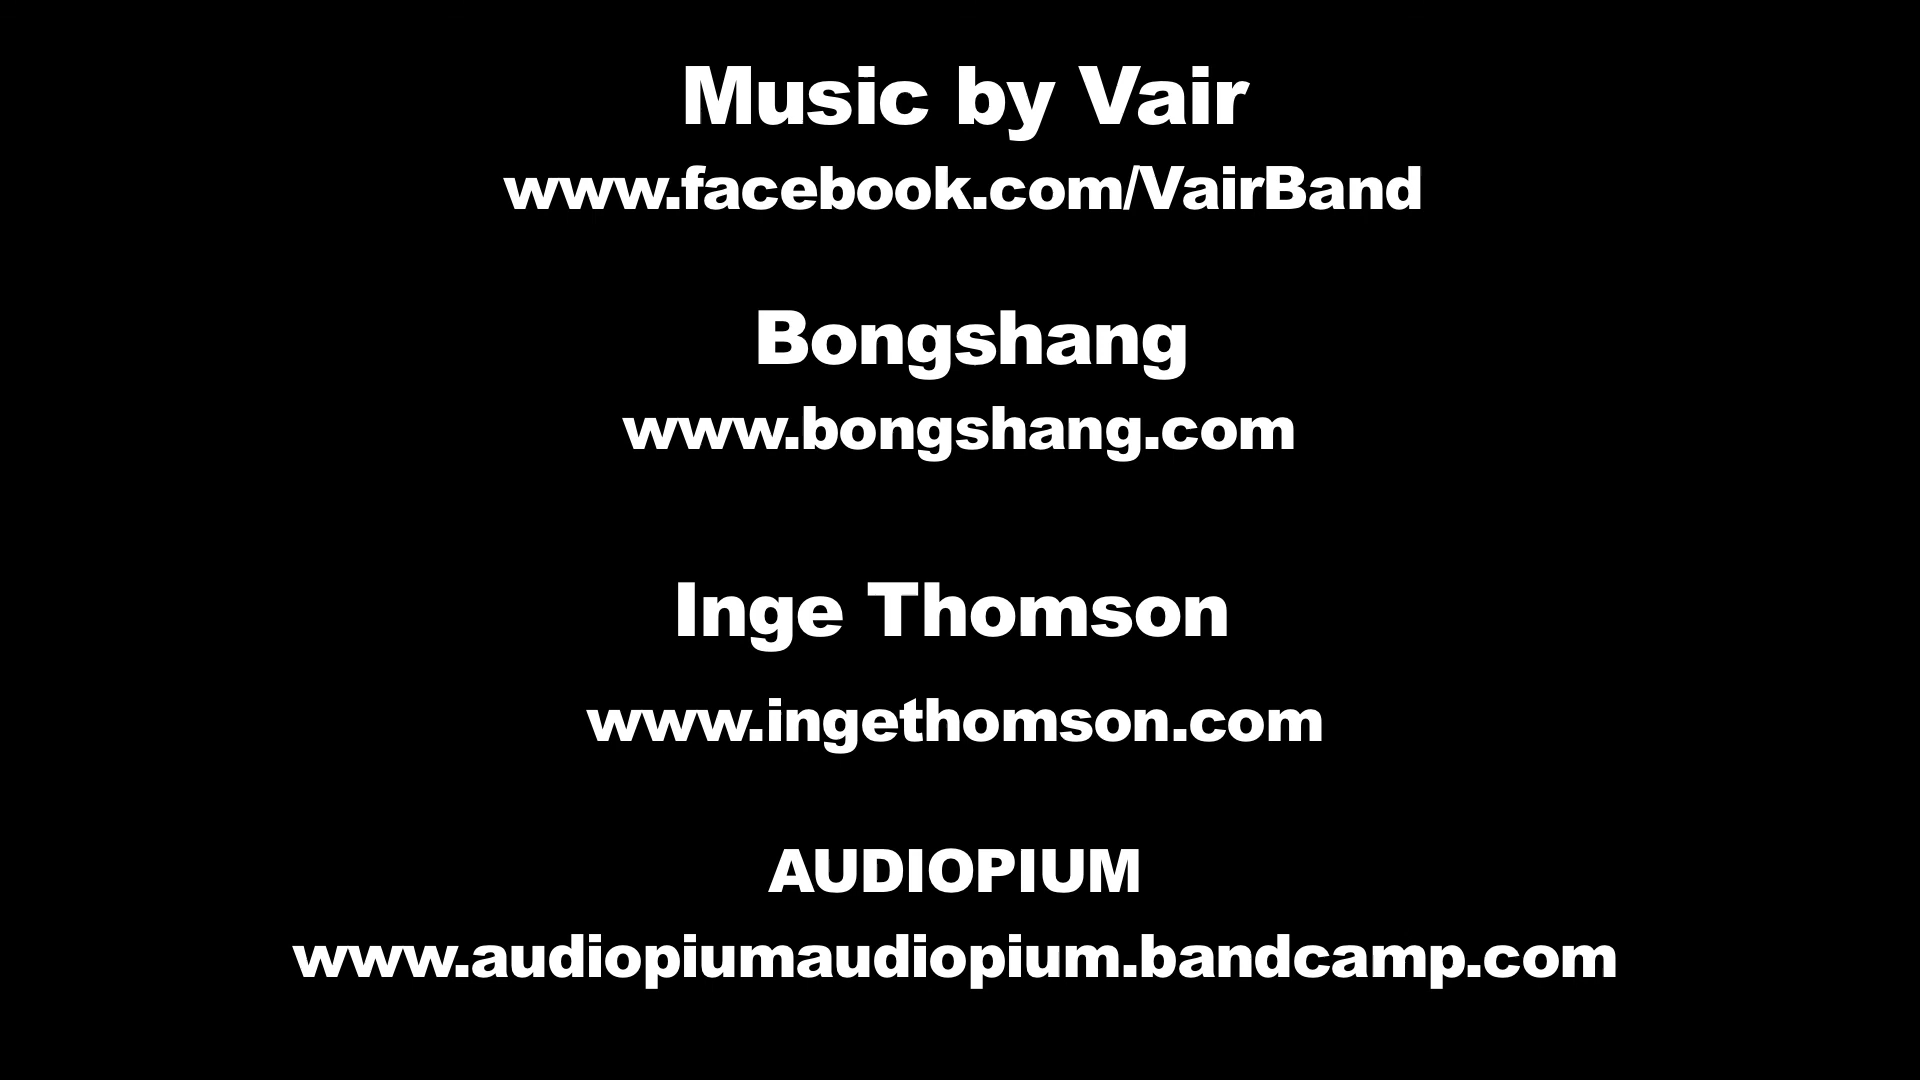 Music by Vair
www.facebook.com/VairBand
Bongshang
www.bongshang.com
Inge Thomson
www.ingethomson.com
AUDIOPIUM
www.audiopiumaudiopium.bandcamp.com